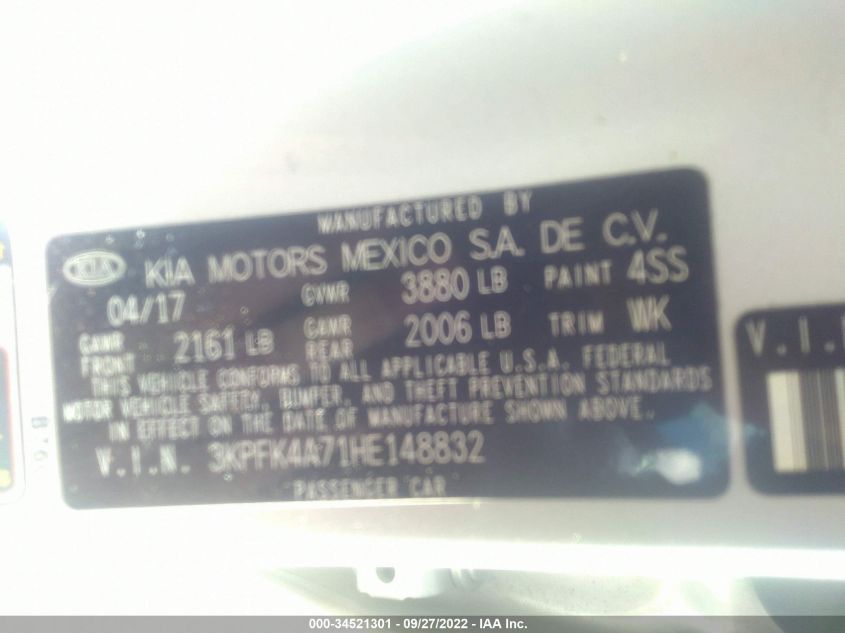 MANUFACTURED BY
KIA KIA MOTORS MEXICO S.A. DE C.V.
04/17 GVWR 3880 LB PAINT 4SS
GAWR FRONT 2161 LB GAWR REAR 2006 LB TRIM WK
THIS VEHICLE CONFORMS TO ALL APPLICABLE U.S.A. FEDERAL
MOTOR VEHICLE SAFETY, BUMPER, AND THEFT PREVENTION STANDARDS
IN EFFECT ON THE DATE OF MANUFACTURE SHOWN ABOVE.
V.I.N. 3KPFK4A71HE148832
PASSENGER CAR
V.I.N
000-34521301 - 09/27/2022 - IAA Inc.